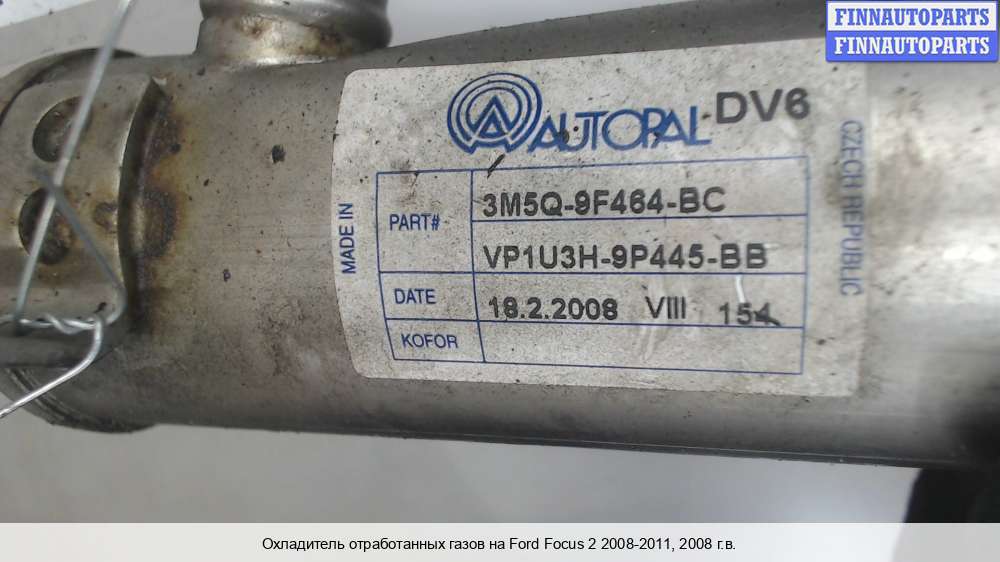 FINNAUTOPARTS
FINNAUTOPARTS
AUTOPAL DV6
MADE IN
CZECH REPUBLIC
PART# 3M5Q-9F464-BC
VP1U3H-9P445-BB
DATE 18.2.2008 VIII 154
KOFOR
Охладитель отработанных газов на Ford Focus 2 2008-2011, 2008 г.в.